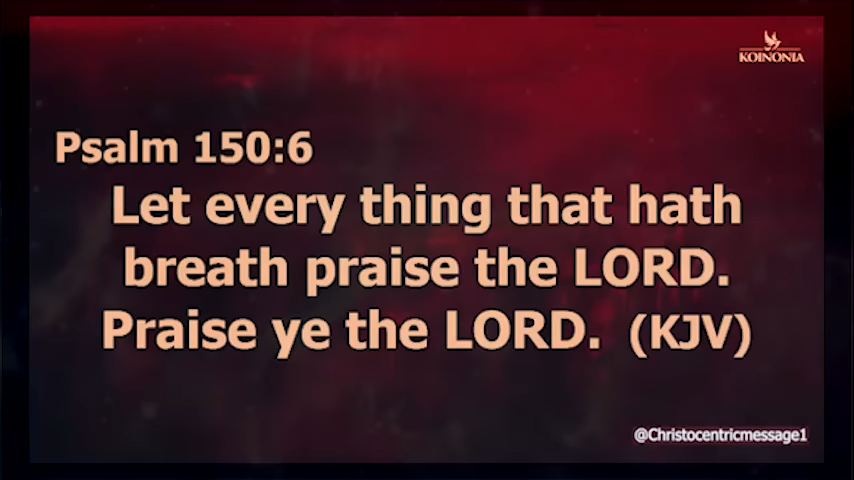 KOINONIA
Psalm 150:6
Let every thing that hath
breath praise the LORD.
Praise ye the LORD. (KJV)
@Christocentricmessage1